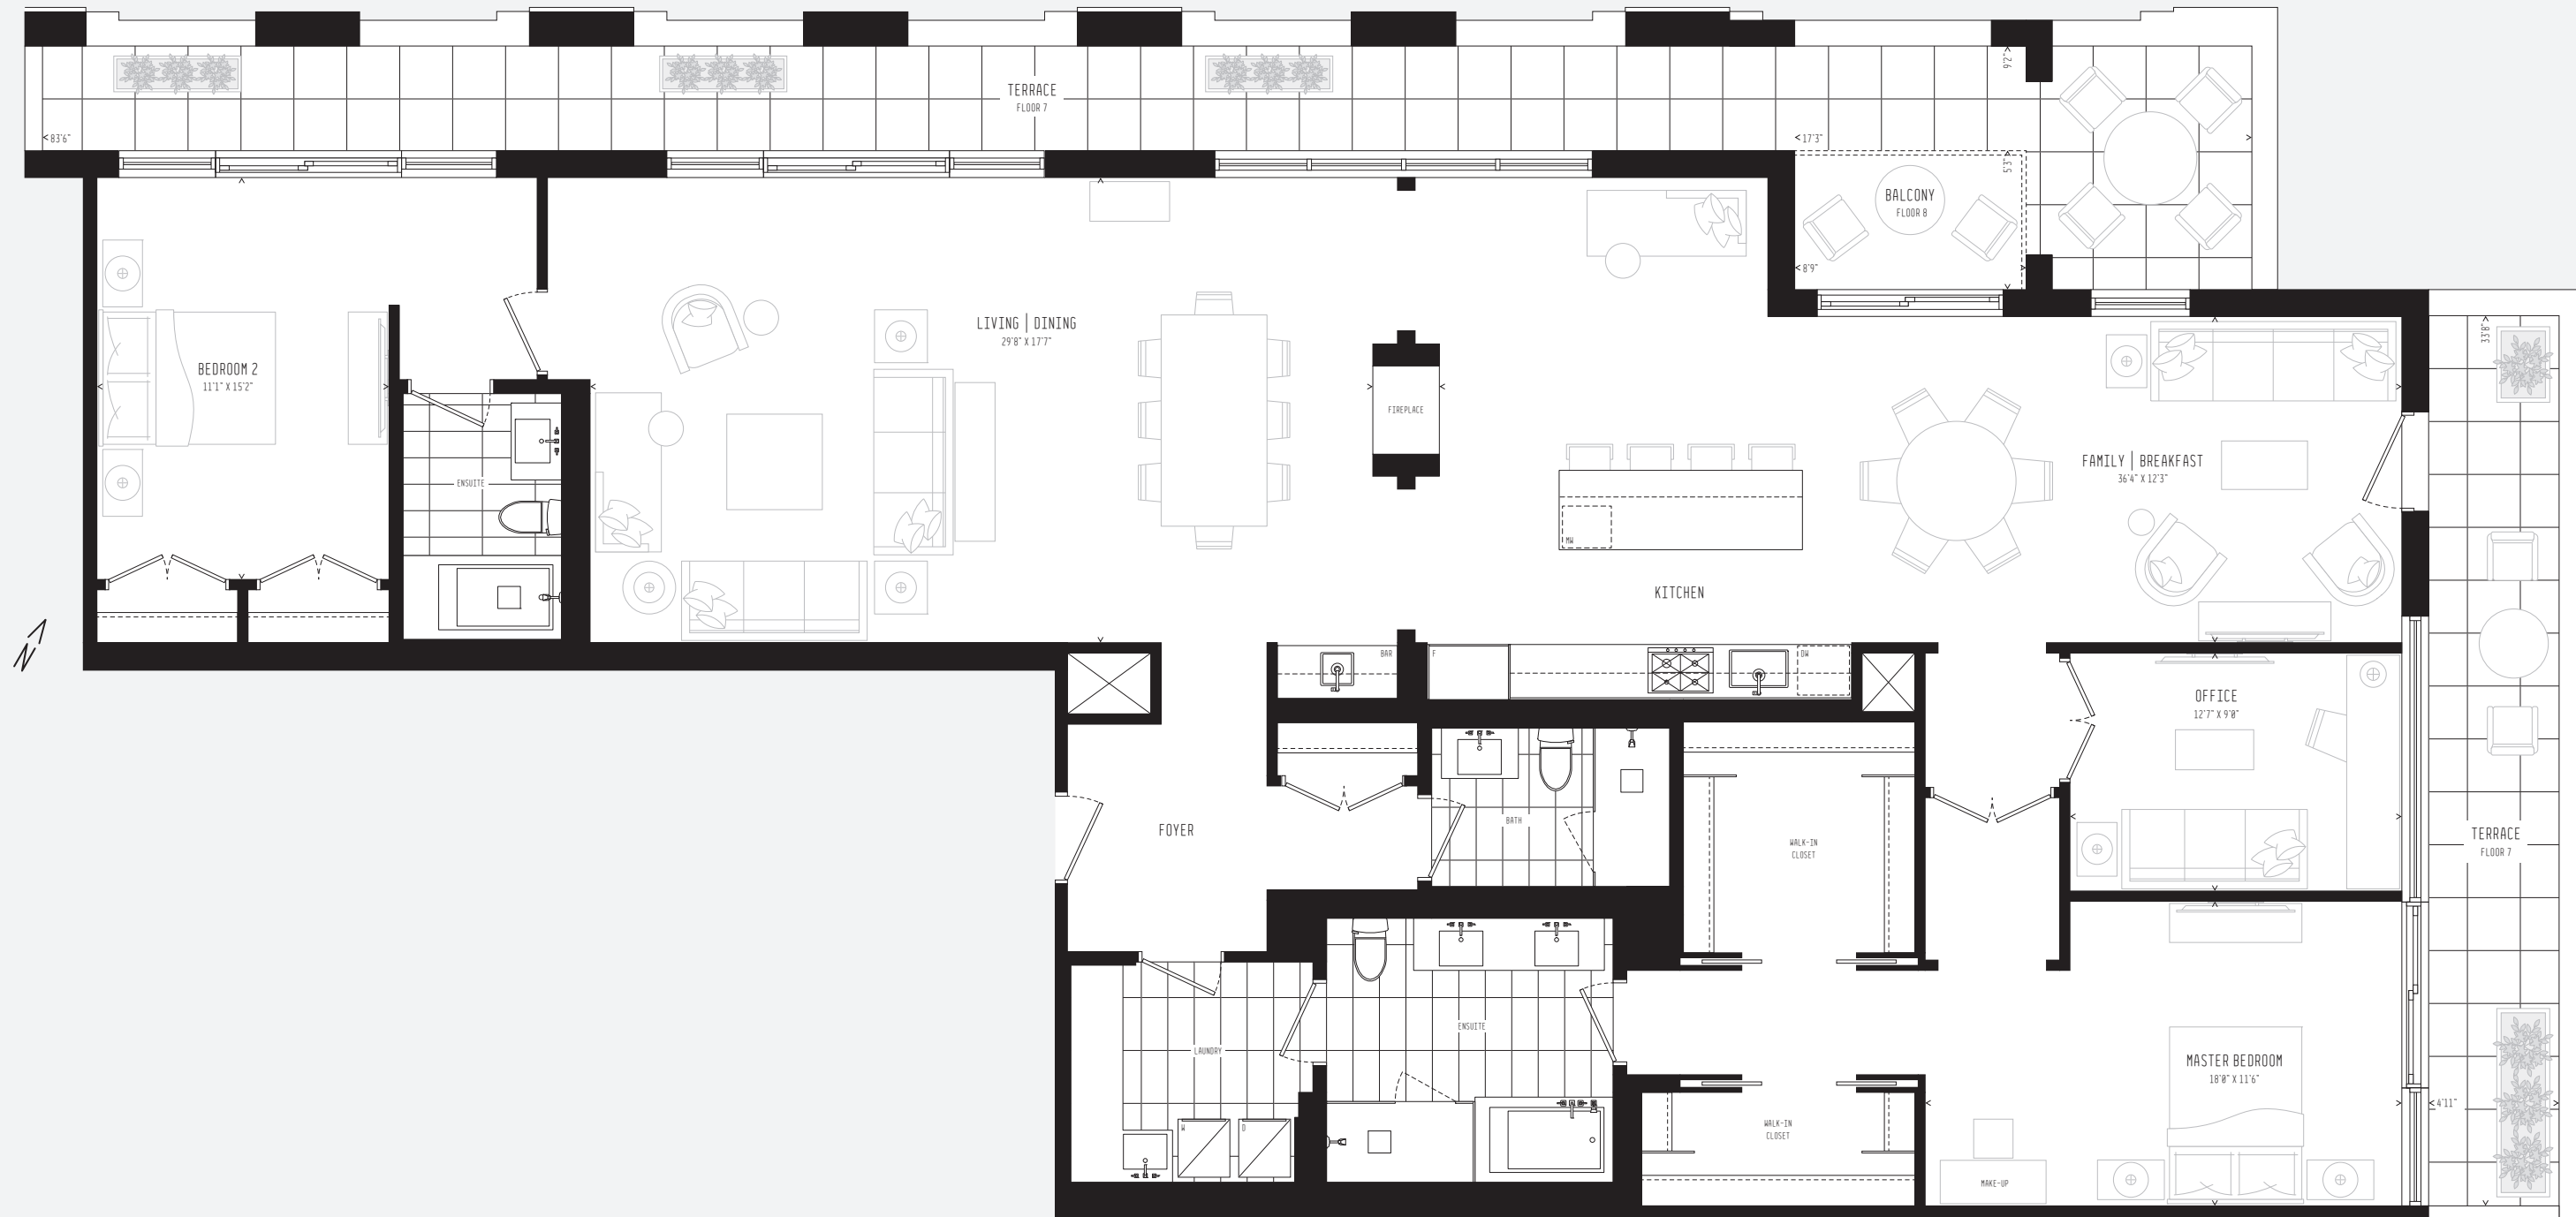 TERRACE
FLOOR 7
9'2"
83'6"
17'3"
5'3"
BALCONY
FLOOR 8
8'9"
33'8"
LIVING | DINING
29'8" X 17'7"
BEDROOM 2
11'1" X 15'2"
FIREPLACE
ENSUITE
FAMILY | BREAKFAST
36'4" X 12'3"
MW
KITCHEN
N
BAR
F
DW
OFFICE
12'7" X 9'0"
FOYER
BATH
WALK-IN
CLOSET
TERRACE
FLOOR 7
ENSUITE
LAUNDRY
MASTER BEDROOM
18'0" X 11'6"
4'11"
W
D
WALK-IN
CLOSET
MAKE-UP